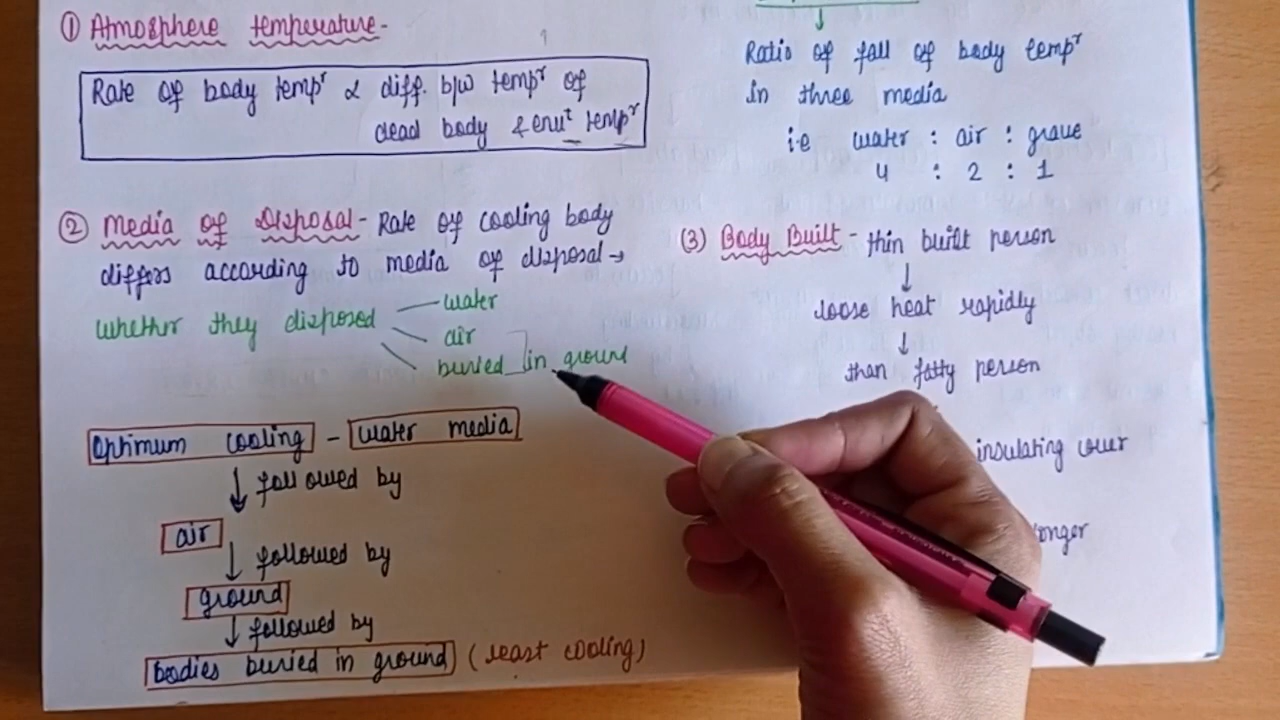 ① Atmosphere temperature-
Rate of body tempʳ ∝ diff. b/w tempʳ of
dead body & envᵗ tempʳ
② Media of Disposal - Rate of cooling body
differs according to media of disposal →
whether they disposed
water
air
buried in ground
Optimum cooling - water media
followed by
air
followed by
ground
followed by
bodies buried in ground (least cooling)
↓
Ratio of fall of body tempʳ
in three media
i.e water : air : grave
4 : 2 : 1
(3) Body Built - thin built person
↓
loose heat rapidly
↓
than fatty person
insulating cover